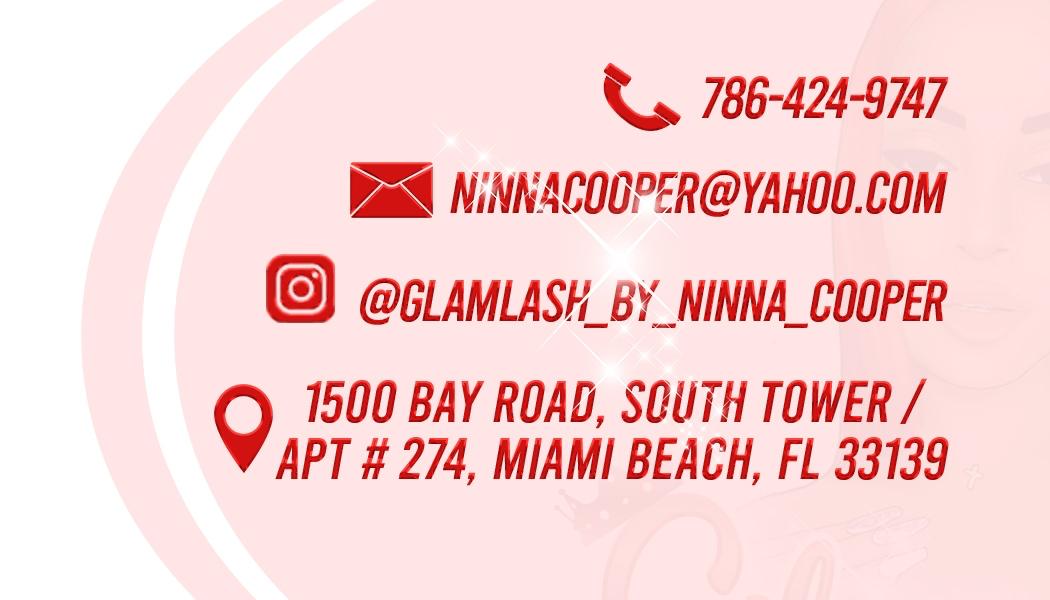 786-424-9747
NINNACOOPER@YAHOO.COM
@GLAMLASH_BY_NINNA_COOPER
1500 BAY ROAD, SOUTH TOWER /
APT # 274, MIAMI BEACH, FL 33139